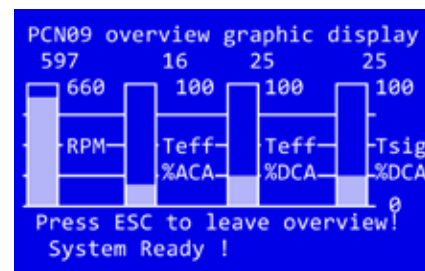 PCN09 overview graphic display
597 16 25 25
660 100 100 100
RPM Teff Teff Tsig
%ACA %DCA %DCA
0
Press ESC to leave overview!
System Ready !